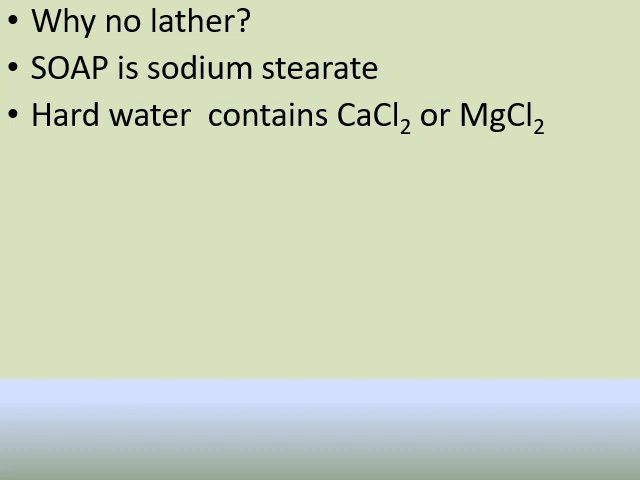 • Why no lather?
• SOAP is sodium stearate
• Hard water  contains CaCl₂ or MgCl₂